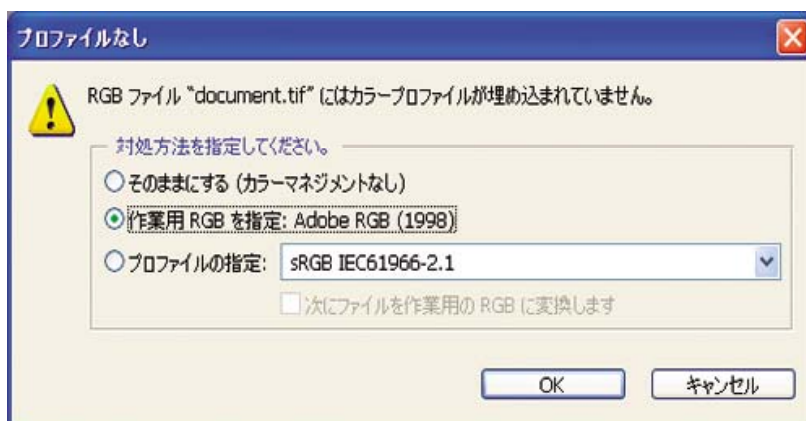 プロファイルなし
RGB ファイル "document.tif" にはカラープロファイルが埋め込まれていません。
対処方法を指定してください。
そのままにする (カラーマネジメントなし)
作業用 RGB を指定: Adobe RGB (1998)
プロファイルの指定: sRGB IEC61966-2.1
次にファイルを作業用の RGB に変換します
OK キャンセル